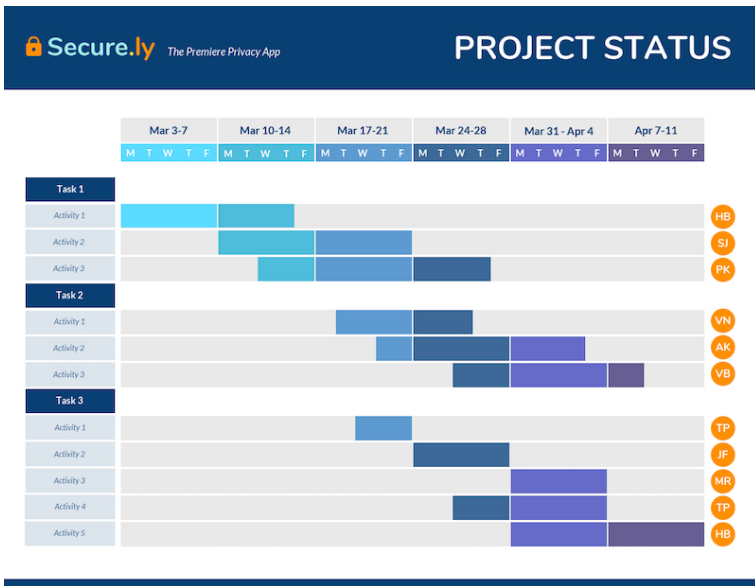 Secure.ly The Premiere Privacy App PROJECT STATUS
Mar 3-7 Mar 10-14 Mar 17-21 Mar 24-28 Mar 31 - Apr 4 Apr 7-11
M T W T F M T W T F M T W T F M T W T F M T W T F M T W T F
Task 1
Activity 1 HB
Activity 2 SJ
Activity 3 PK
Task 2
Activity 1 VN
Activity 2 AK
Activity 3 VB
Task 3
Activity 1 TP
Activity 2 JF
Activity 3 MR
Activity 4 TP
Activity 5 HB